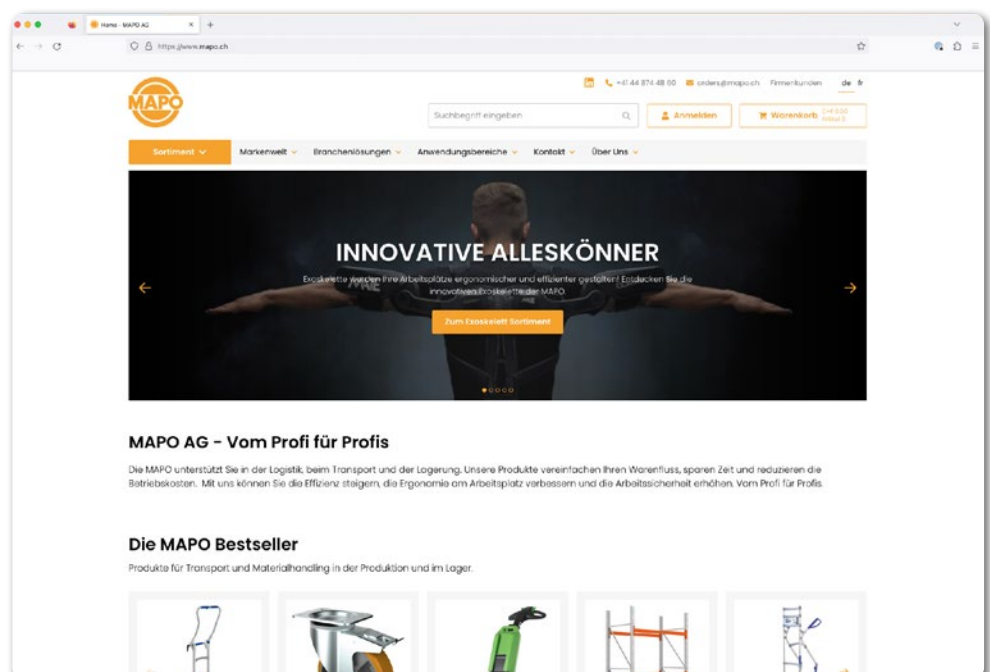 Home - MAPO AG
https://www.mapo.ch
+41 44 874 48 60
orders@mapo.ch
Firmenkunden
de
fr
MAPO
Suchbegriff eingeben
Anmelden
Warenkorb
Sortiment
Markenwelt
Branchenlösungen
Anwendungsbereiche
Kontakt
Über Uns
INNOVATIVE ALLESKÖNNER
Exoskelette werden Ihre Arbeitsplätze ergonomischer und effizienter gestalten! Entdecken Sie die
innovativen Exoskelette der MAPO.
Zum Exoskelett Sortiment
MAPO AG - Vom Profi für Profis
Die MAPO unterstützt Sie in der Logistik, beim Transport und der Lagerung. Unsere Produkte vereinfachen Ihren Warenfluss, sparen Zeit und reduzieren die
Betriebskosten. Mit uns können Sie die Effizienz steigern, die Ergonomie am Arbeitsplatz verbessern und die Arbeitssicherheit erhöhen. Vom Profi für Profis.
Die MAPO Bestseller
Produkte für Transport und Materialhandling in der Produktion und im Lager.